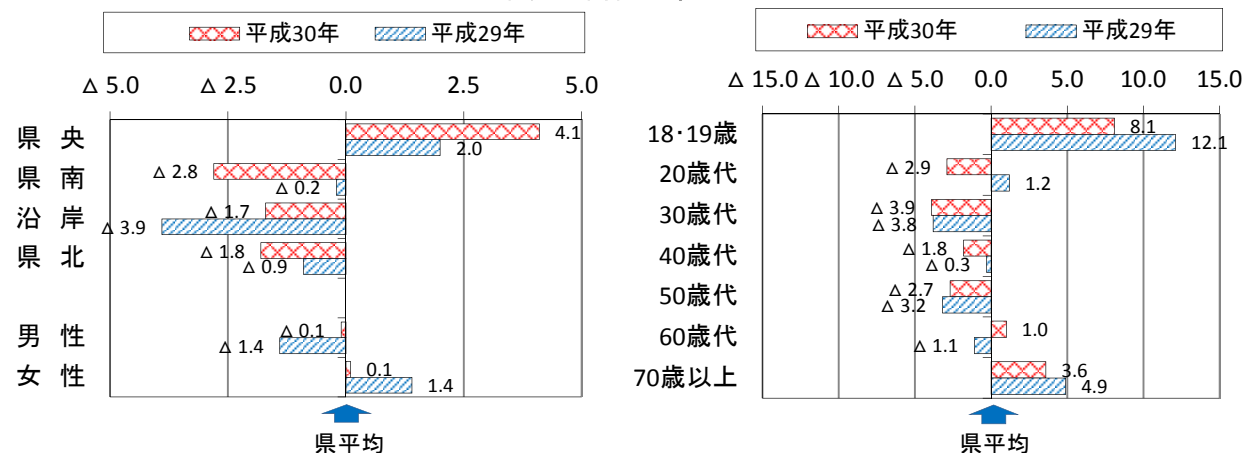 平成30年 平成29年
△ 5.0 △ 2.5 0.0 2.5 5.0
県 央 4.1
2.0
県 南 △ 2.8
△ 0.2
沿 岸 △ 1.7
△ 3.9
県 北 △ 1.8
△ 0.9
男 性 △ 0.1
△ 1.4
女 性 0.1
1.4
県平均
平成30年 平成29年
△ 15.0 △ 10.0 △ 5.0 0.0 5.0 10.0 15.0
18・19歳 8.1
12.1
20歳代 △ 2.9
1.2
30歳代 △ 3.9
△ 3.8
40歳代 △ 1.8
△ 0.3
50歳代 △ 2.7
△ 3.2
60歳代 1.0
△ 1.1
70歳以上 3.6
4.9
県平均